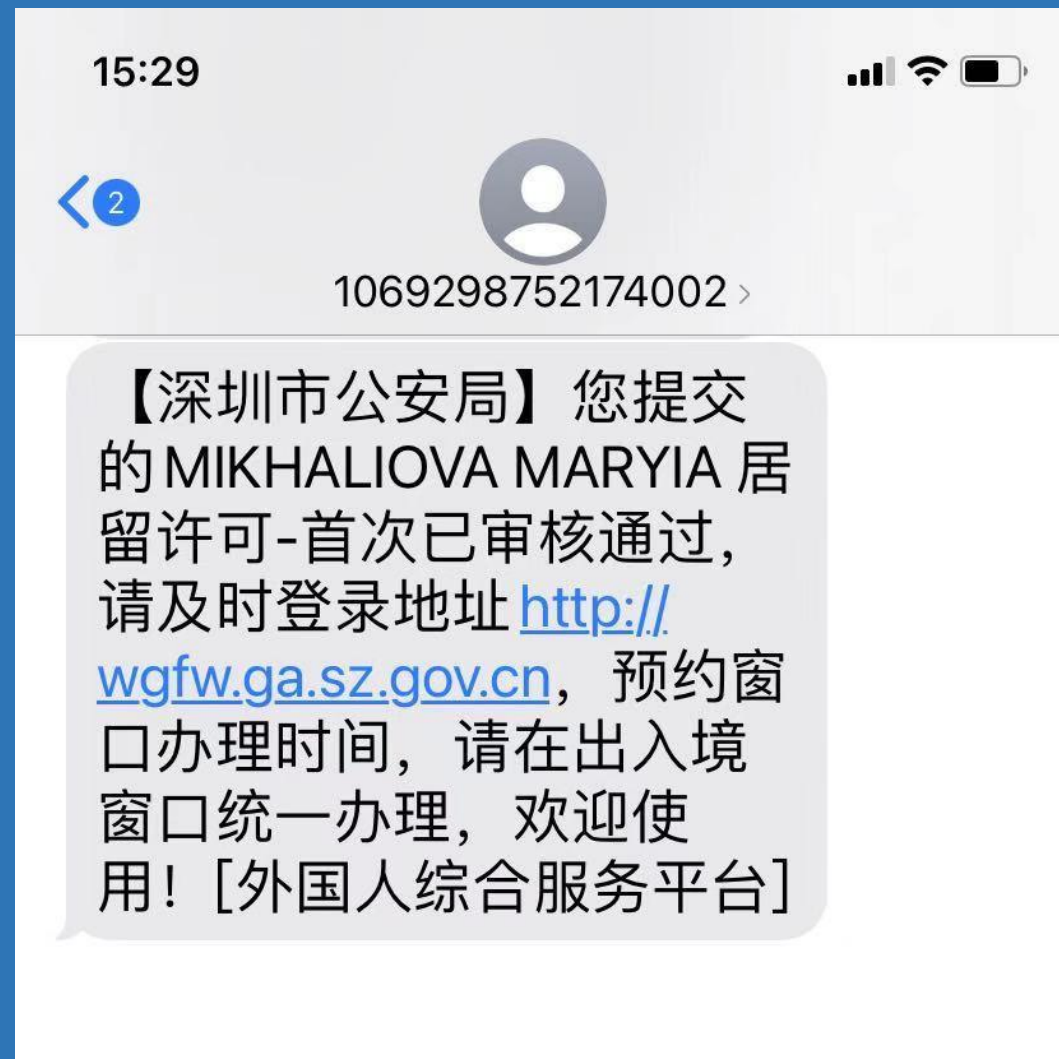 15:29
2
1069298752174002
【深圳市公安局】您提交
的MIKHALIOVA MARYIA 居
留许可-首次已审核通过，
请及时登录地址http://
wgfw.ga.sz.gov.cn，预约窗
口办理时间，请在出入境
窗口统一办理，欢迎使
用！[外国人综合服务平台]